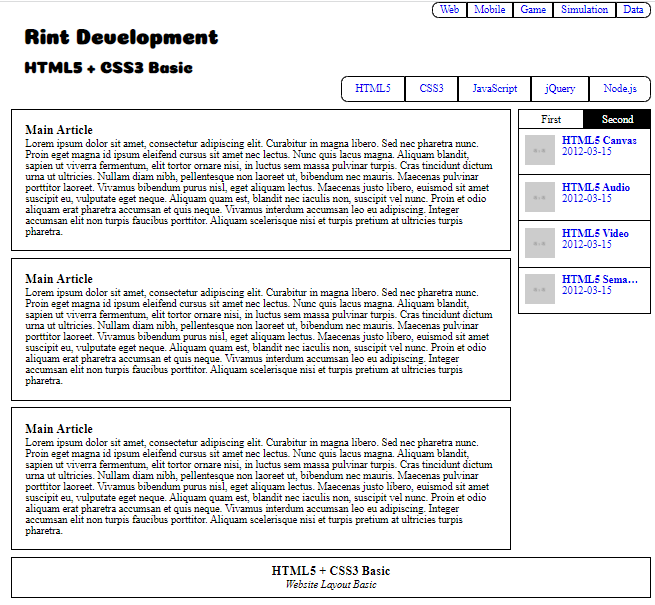 Web Mobile Game Simulation Data
Rint Development
HTML5 + CSS3 Basic
HTML5 CSS3 JavaScript jQuery Node.js
Main Article
Lorem ipsum dolor sit amet, consectetur adipiscing elit. Curabitur in magna libero. Sed nec pharetra nunc.
Proin eget magna id ipsum eleifend cursus sit amet nec lectus. Nunc quis lacus magna. Aliquam blandit,
sapien ut viverra fermentum, elit tortor ornare nisi, in luctus sem massa pulvinar turpis. Cras tincidunt dictum
urna ut ultricies. Nullam diam nibh, pellentesque non laoreet ut, bibendum nec mauris. Maecenas pulvinar
porttitor laoreet. Vivamus bibendum purus nisl, eget aliquam lectus. Maecenas justo libero, euismod sit amet
suscipit eu, vulputate eget neque. Aliquam quam est, blandit nec iaculis non, suscipit vel nunc. Proin et odio
aliquam erat pharetra accumsan et quis neque. Vivamus interdum accumsan leo eu adipiscing. Integer
accumsan elit non turpis faucibus porttitor. Aliquam scelerisque nisi et turpis pretium at ultricies turpis
pharetra.
Main Article
Lorem ipsum dolor sit amet, consectetur adipiscing elit. Curabitur in magna libero. Sed nec pharetra nunc.
Proin eget magna id ipsum eleifend cursus sit amet nec lectus. Nunc quis lacus magna. Aliquam blandit,
sapien ut viverra fermentum, elit tortor ornare nisi, in luctus sem massa pulvinar turpis. Cras tincidunt dictum
urna ut ultricies. Nullam diam nibh, pellentesque non laoreet ut, bibendum nec mauris. Maecenas pulvinar
porttitor laoreet. Vivamus bibendum purus nisl, eget aliquam lectus. Maecenas justo libero, euismod sit amet
suscipit eu, vulputate eget neque. Aliquam quam est, blandit nec iaculis non, suscipit vel nunc. Proin et odio
aliquam erat pharetra accumsan et quis neque. Vivamus interdum accumsan leo eu adipiscing. Integer
accumsan elit non turpis faucibus porttitor. Aliquam scelerisque nisi et turpis pretium at ultricies turpis
pharetra.
Main Article
Lorem ipsum dolor sit amet, consectetur adipiscing elit. Curabitur in magna libero. Sed nec pharetra nunc.
Proin eget magna id ipsum eleifend cursus sit amet nec lectus. Nunc quis lacus magna. Aliquam blandit,
sapien ut viverra fermentum, elit tortor ornare nisi, in luctus sem massa pulvinar turpis. Cras tincidunt dictum
urna ut ultricies. Nullam diam nibh, pellentesque non laoreet ut, bibendum nec mauris. Maecenas pulvinar
porttitor laoreet. Vivamus bibendum purus nisl, eget aliquam lectus. Maecenas justo libero, euismod sit amet
suscipit eu, vulputate eget neque. Aliquam quam est, blandit nec iaculis non, suscipit vel nunc. Proin et odio
aliquam erat pharetra accumsan et quis neque. Vivamus interdum accumsan leo eu adipiscing. Integer
accumsan elit non turpis faucibus porttitor. Aliquam scelerisque nisi et turpis pretium at ultricies turpis
pharetra.
First Second
HTML5 Canvas
2012-03-15
HTML5 Audio
2012-03-15
HTML5 Video
2012-03-15
HTML5 Sema…
2012-03-15
HTML5 + CSS3 Basic
Website Layout Basic